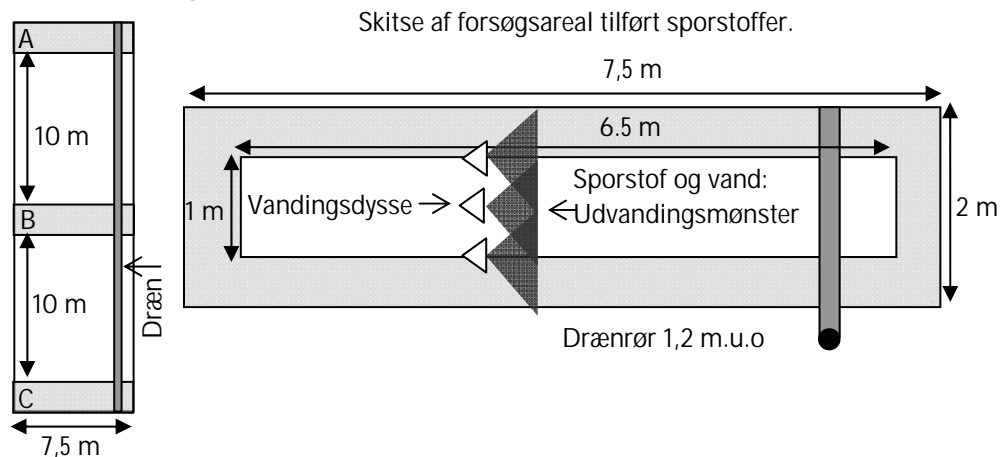 Skitse af forsøgsareal tilført sporstoffer.
A
10 m
B
10 m
C
Dræn
7,5 m
7,5 m
6.5 m
1 m
Vandingsdysse
Sporstof og vand:
Udvandingsmønster
2 m
Drænrør 1,2 m.u.o